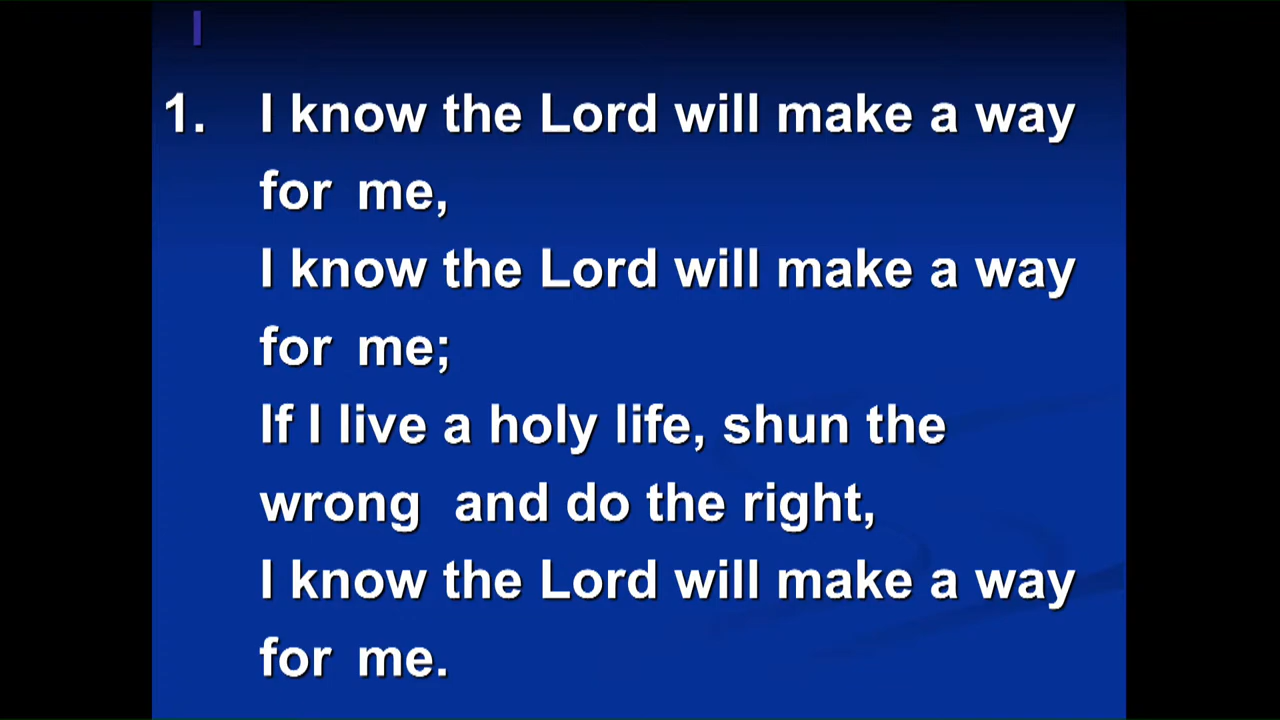 I
1. I know the Lord will make a way
for me,
I know the Lord will make a way
for me;
If I live a holy life, shun the
wrong and do the right,
I know the Lord will make a way
for me.